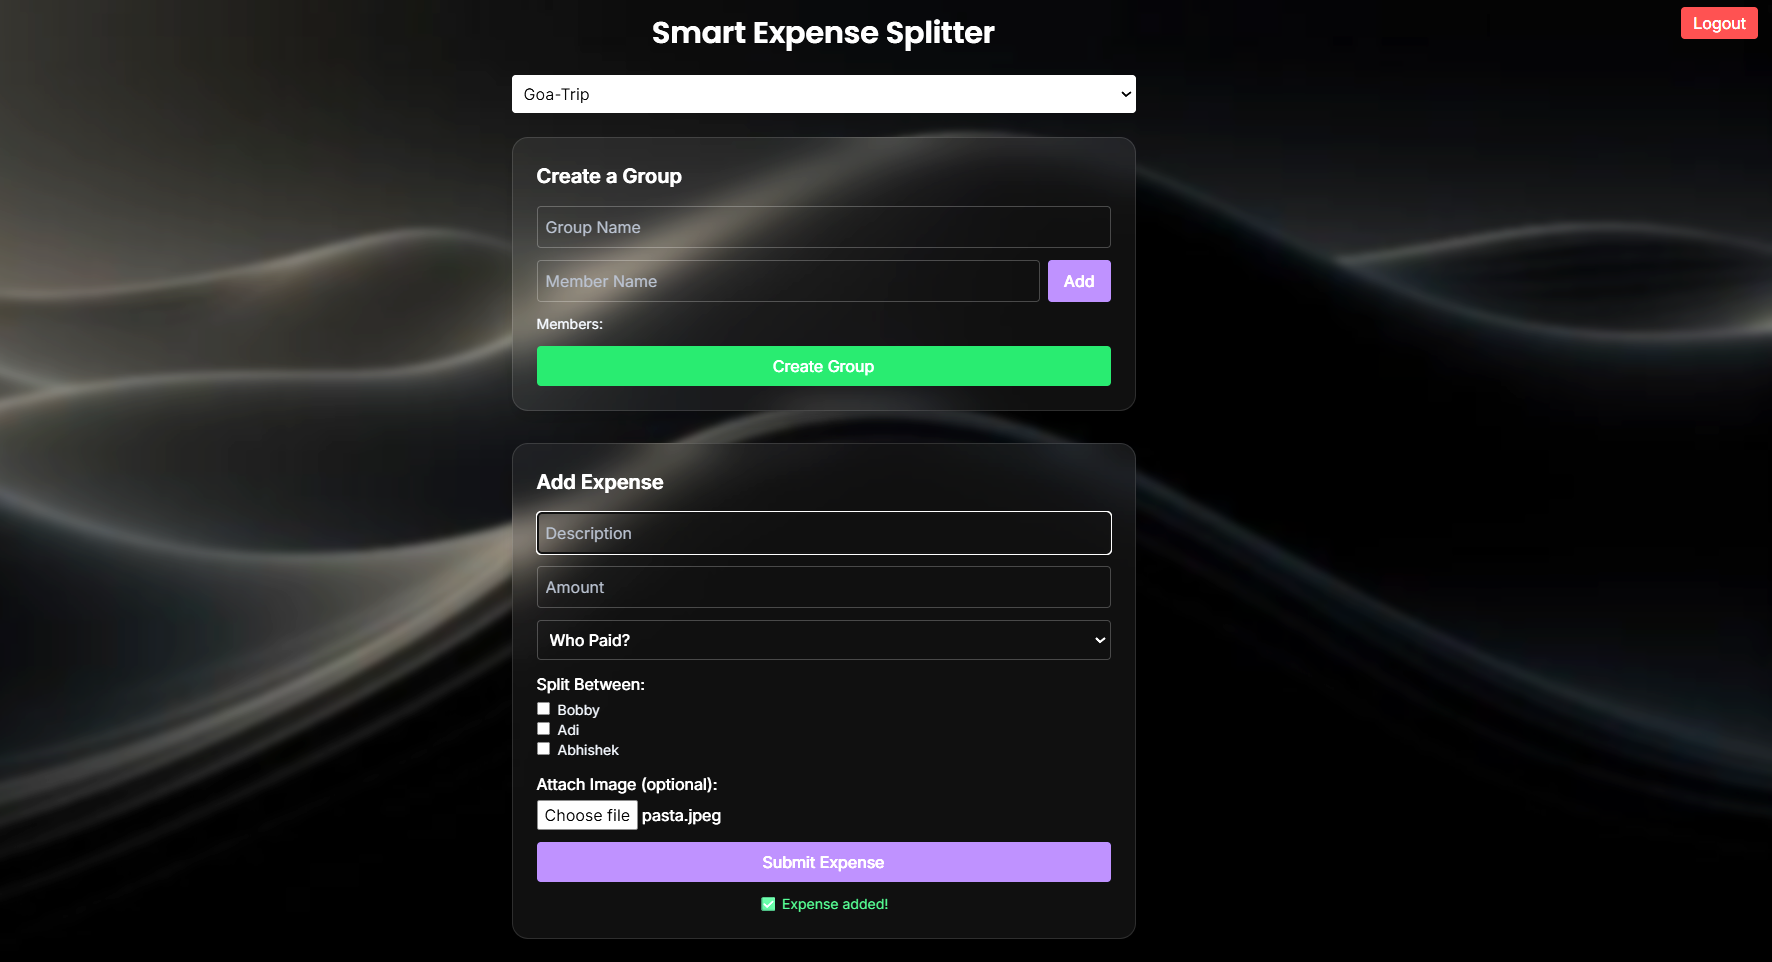 Smart Expense Splitter
Logout
Goa-Trip
Create a Group
Group Name
Member Name
Add
Members:
Create Group
Add Expense
Description
Amount
Who Paid?
Split Between:
Bobby
Adi
Abhishek
Attach Image (optional):
Choose file pasta.jpeg
Submit Expense
✅ Expense added!